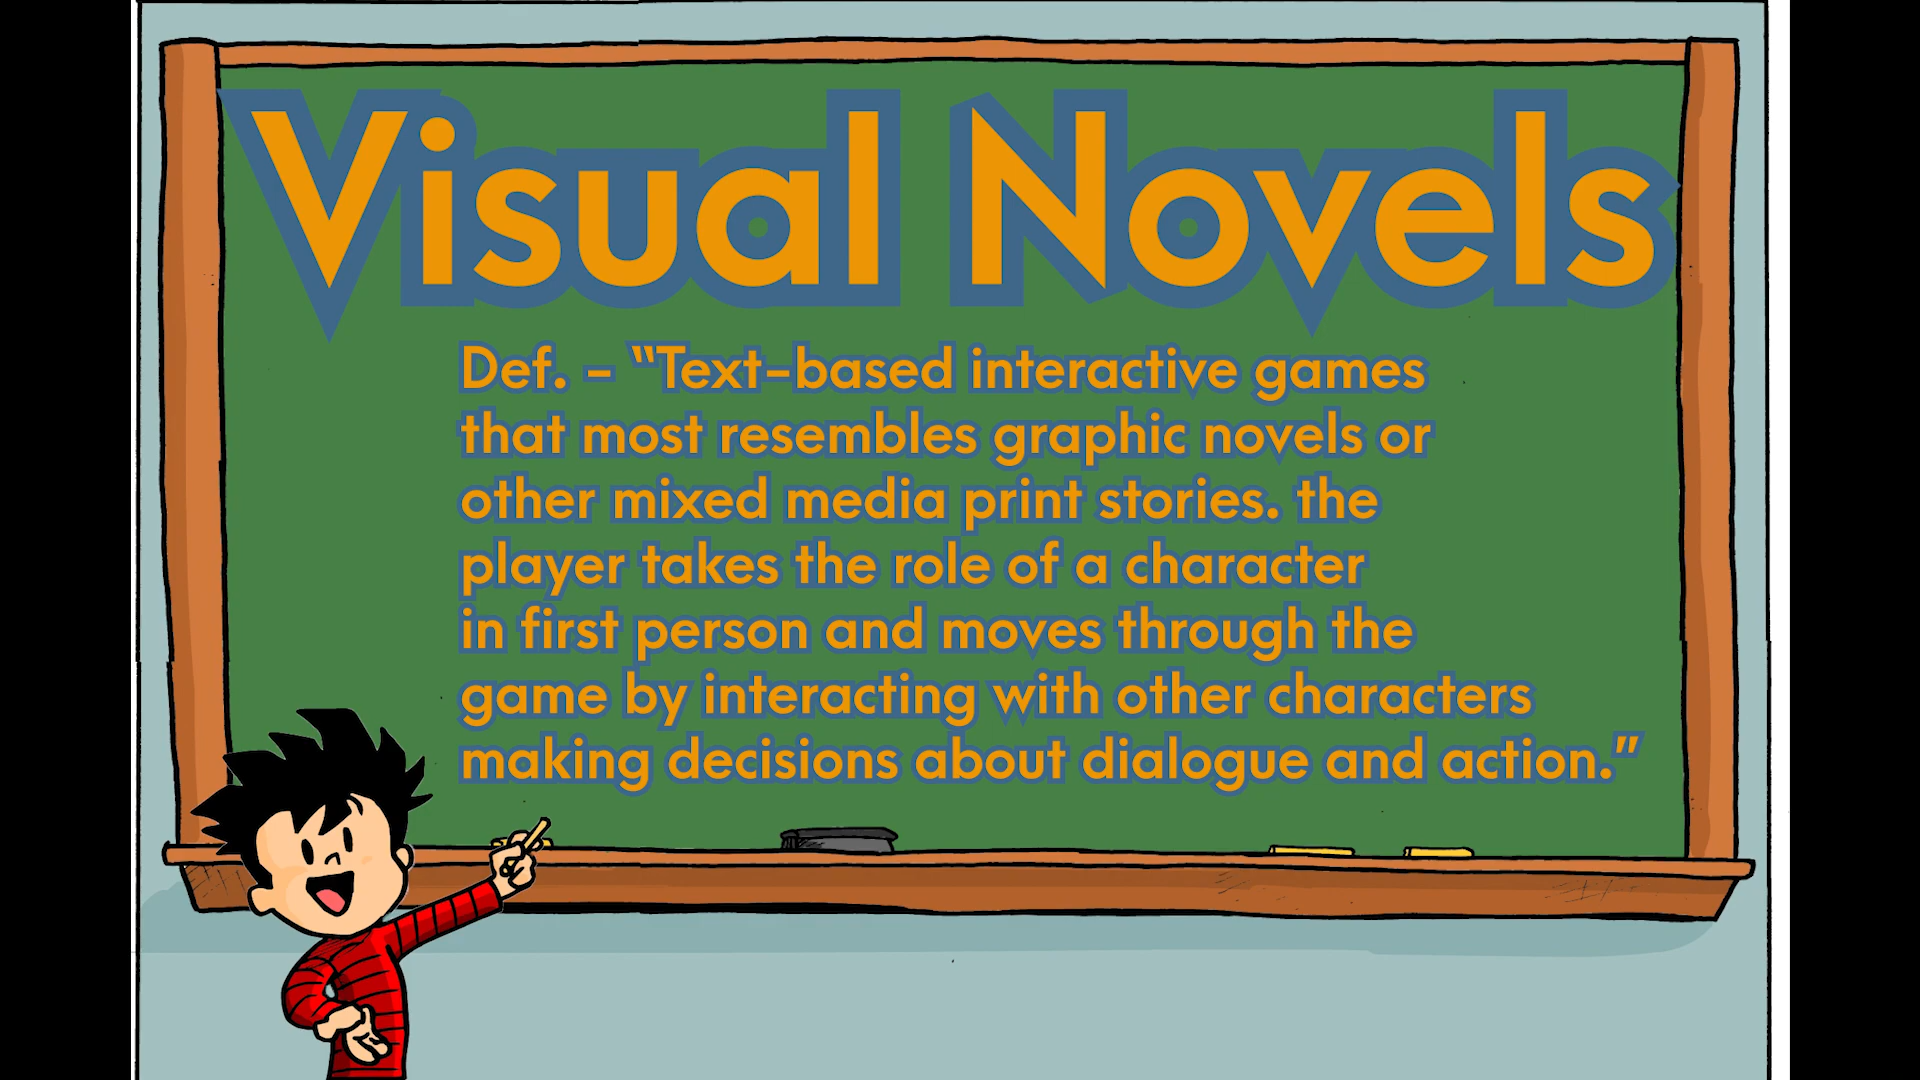 Visual Novels
Def. - “Text-based interactive games
that most resembles graphic novels or
other mixed media print stories. the
player takes the role of a character
in first person and moves through the
game by interacting with other characters
making decisions about dialogue and action.”